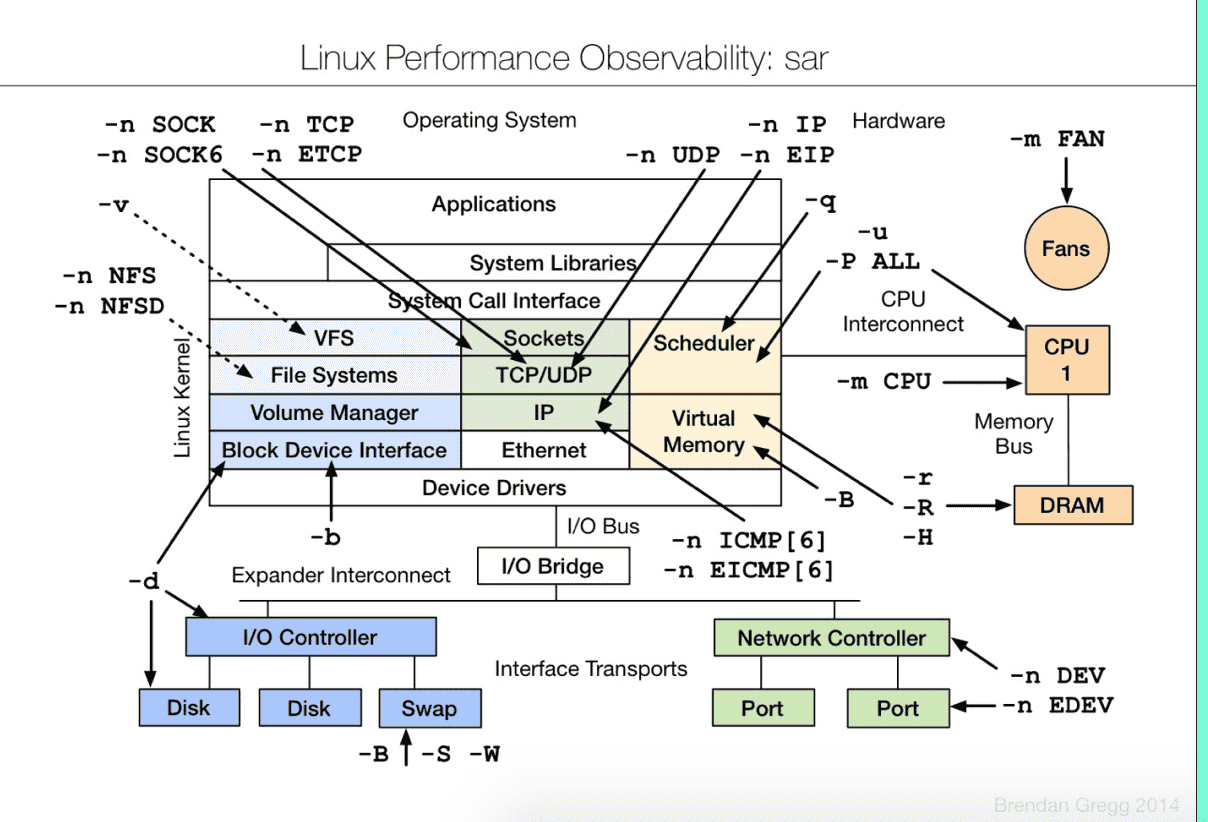 Linux Performance Observability: sar
-n SOCK
-n SOCK6
-n TCP
-n ETCP
Operating System
-n UDP
-n IP
-n EIP
Hardware
-m FAN
-v
Applications
-q
-u
-P ALL
Fans
-n NFS
-n NFSD
System Libraries
System Call Interface
CPU
Interconnect
Linux Kernel
VFS
Sockets
Scheduler
CPU
1
File Systems
TCP/UDP
-m CPU
Volume Manager
IP
Virtual
Memory
Memory
Bus
Block Device Interface
Ethernet
Device Drivers
-B
-r
-R
-H
DRAM
-b
I/O Bus
-n ICMP[6]
-n EICMP[6]
-d
Expander Interconnect
I/O Bridge
I/O Controller
Network Controller
Interface Transports
-n DEV
-n EDEV
Disk
Disk
Swap
Port
Port
-B
-S
-W
Brendan Gregg 2014